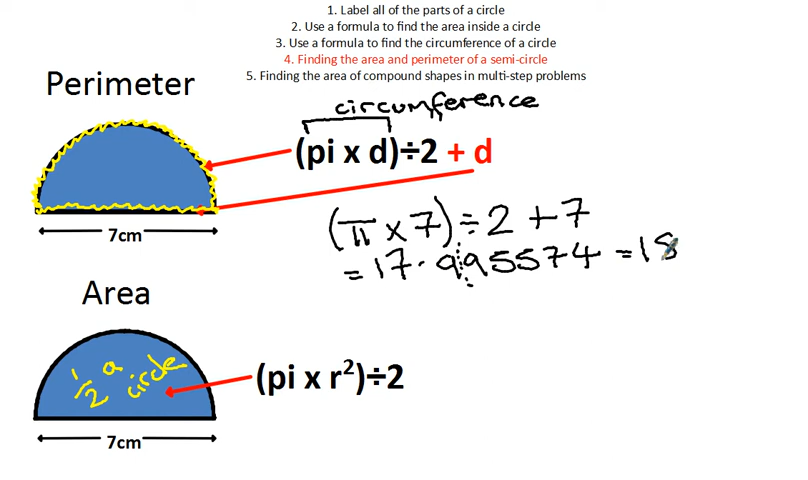 1. Label all of the parts of a circle
2. Use a formula to find the area inside a circle
3. Use a formula to find the circumference of a circle
4. Finding the area and perimeter of a semi-circle
5. Finding the area of compound shapes in multi-step problems
Perimeter
circumference
(pi x d)÷2 + d
7cm
(π x 7) ÷ 2 + 7
= 17.995574 = 18
Area
1/2 a
circle
(pi x r²)÷2
7cm